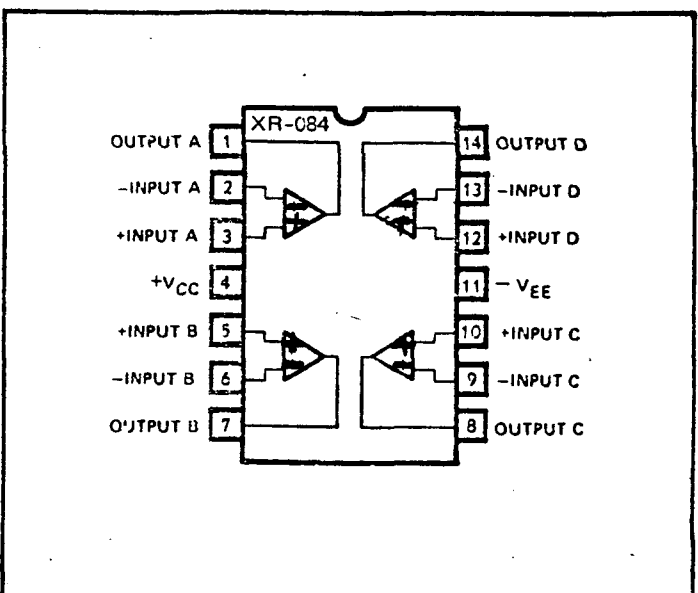 XR-084
OUTPUT A 1
-INPUT A 2
+INPUT A 3
+VCC 4
+INPUT B 5
-INPUT B 6
OUTPUT B 7
14 OUTPUT D
13 -INPUT D
12 +INPUT D
11 - VEE
10 +INPUT C
9 -INPUT C
8 OUTPUT C